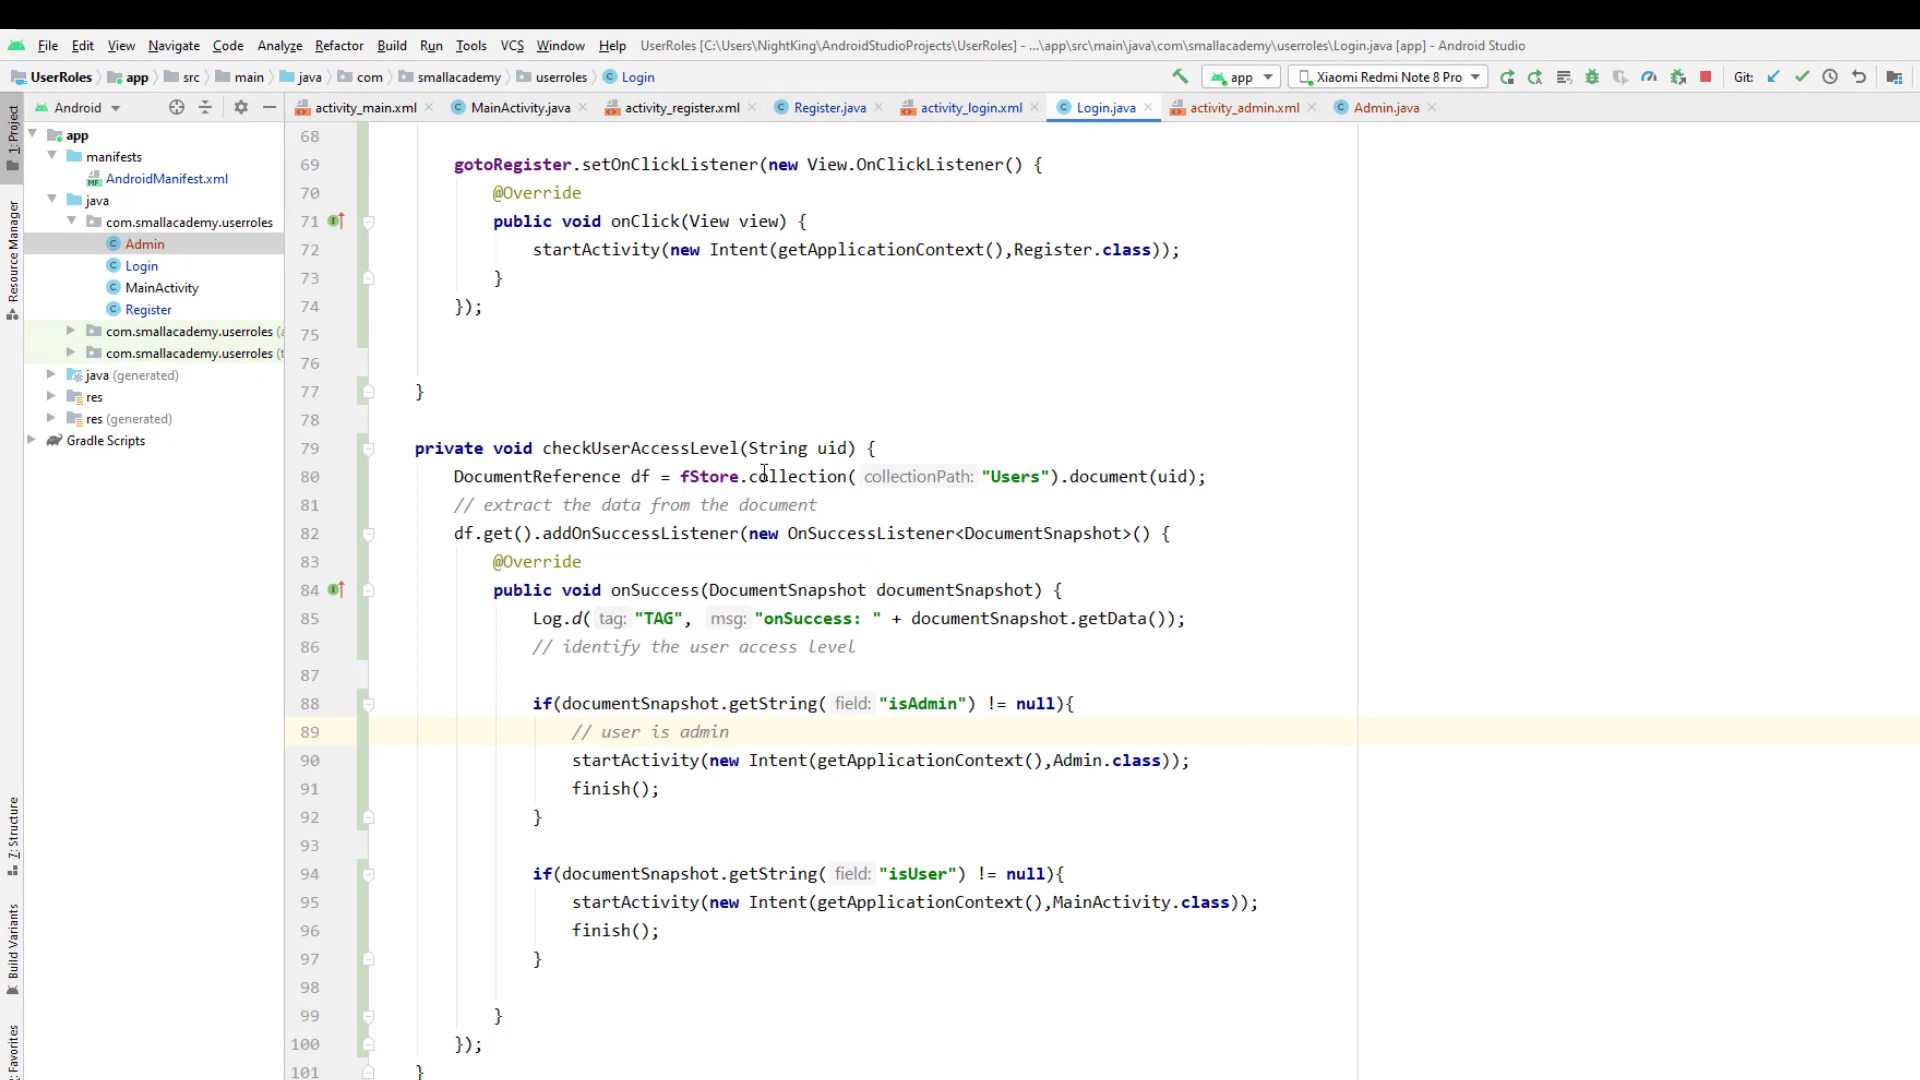 File Edit View Navigate Code Analyze Refactor Build Run Tools VCS Window Help UserRoles [C:\Users\NightKing\AndroidStudioProjects\UserRoles] - ...\app\src\main\java\com\smallacademy\userroles\Login.java [app] - Android Studio
UserRoles app src main java com smallacademy userroles Login app Xiaomi Redmi Note 8 Pro Git:
Android activity_main.xml MainActivity.java activity_register.xml Register.java activity_login.xml Login.java activity_admin.xml Admin.java
1: Project
Resource Manager
Z: Structure
Build Variants
Favorites
app
manifests
AndroidManifest.xml
java
com.smallacademy.userroles
Admin
Login
MainActivity
Register
com.smallacademy.userroles (a
com.smallacademy.userroles (t
java (generated)
res
res (generated)
Gradle Scripts
68
69 gotoRegister.setOnClickListener(new View.OnClickListener() {
70 @Override
71 public void onClick(View view) {
72 startActivity(new Intent(getApplicationContext(),Register.class));
73 }
74 });
75
76
77 }
78
79 private void checkUserAccessLevel(String uid) {
80 DocumentReference df = fStore.collection( collectionPath: "Users").document(uid);
81 // extract the data from the document
82 df.get().addOnSuccessListener(new OnSuccessListener<DocumentSnapshot>() {
83 @Override
84 public void onSuccess(DocumentSnapshot documentSnapshot) {
85 Log.d( tag: "TAG", msg: "onSuccess: " + documentSnapshot.getData());
86 // identify the user access level
87
88 if(documentSnapshot.getString( field: "isAdmin") != null){
89 // user is admin
90 startActivity(new Intent(getApplicationContext(),Admin.class));
91 finish();
92 }
93
94 if(documentSnapshot.getString( field: "isUser") != null){
95 startActivity(new Intent(getApplicationContext(),MainActivity.class));
96 finish();
97 }
98
99 }
100 });
101 }